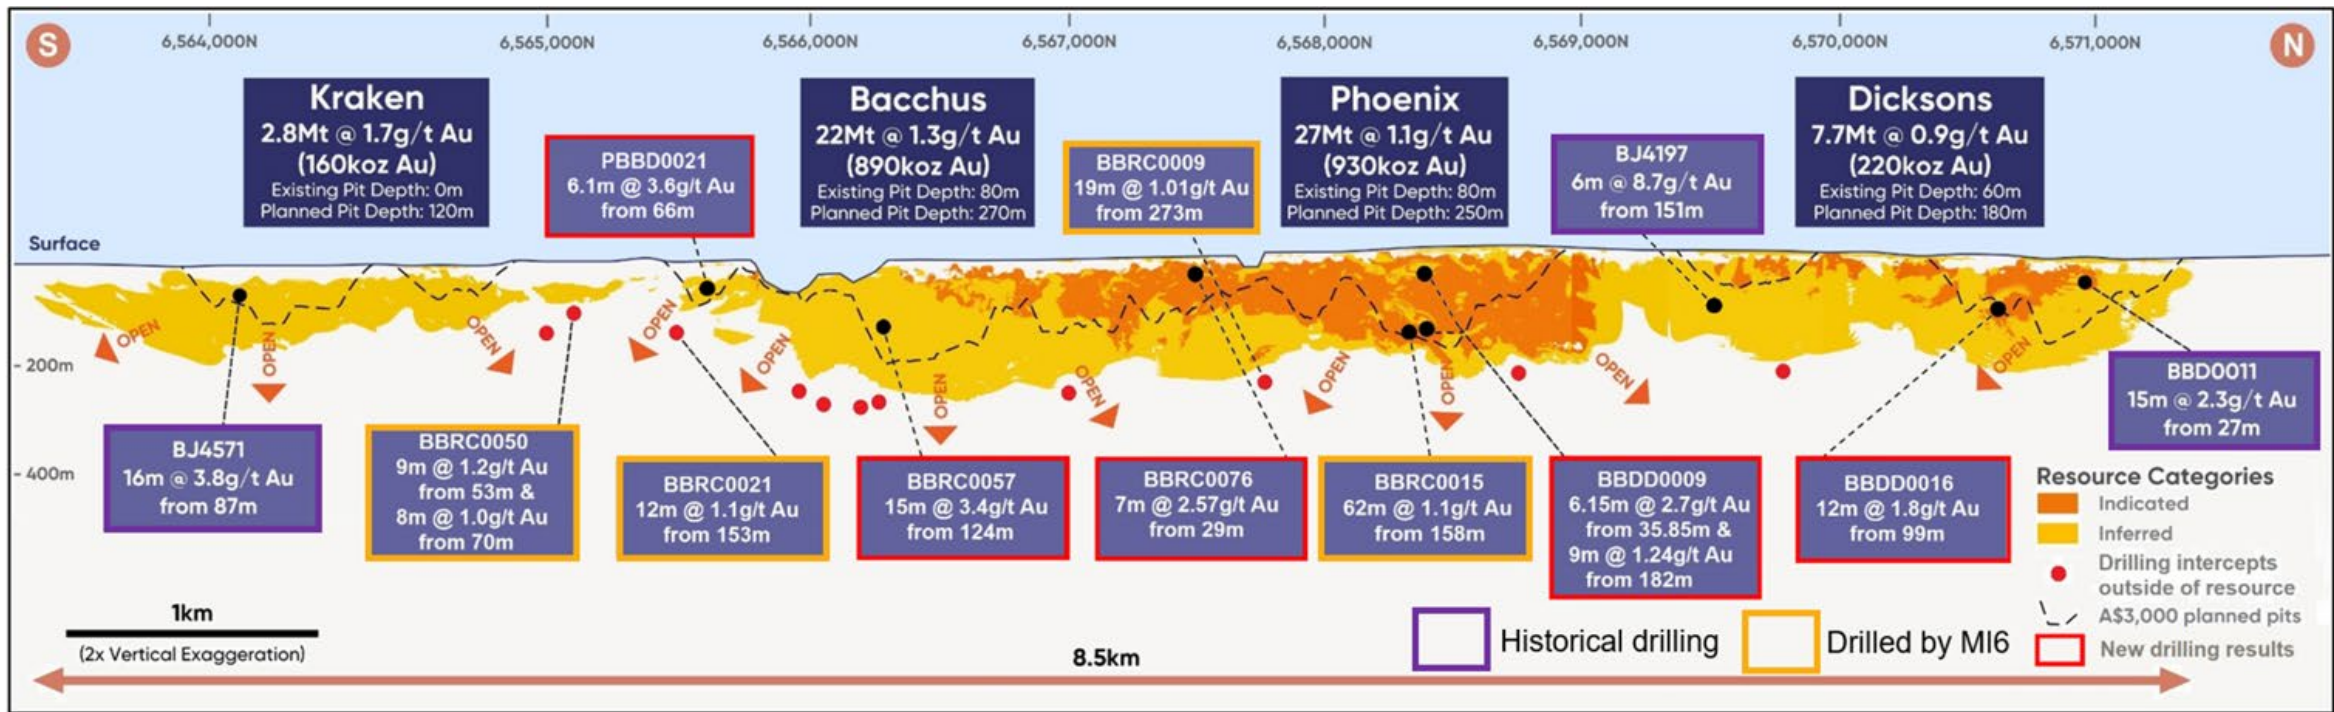 S
6,564,000N
6,565,000N
6,566,000N
6,567,000N
6,568,000N
6,569,000N
6,570,000N
6,571,000N
N
Kraken
2.8Mt @ 1.7g/t Au
(160koz Au)
Existing Pit Depth: 0m
Planned Pit Depth: 120m
PBBD0021
6.1m @ 3.6g/t Au
from 66m
Bacchus
22Mt @ 1.3g/t Au
(890koz Au)
Existing Pit Depth: 80m
Planned Pit Depth: 270m
BBRC0009
19m @ 1.01g/t Au
from 273m
Phoenix
27Mt @ 1.1g/t Au
(930koz Au)
Existing Pit Depth: 80m
Planned Pit Depth: 250m
BJ4197
6m @ 8.7g/t Au
from 151m
Dicksons
7.7Mt @ 0.9g/t Au
(220koz Au)
Existing Pit Depth: 60m
Planned Pit Depth: 180m
Surface
OPEN
OPEN
OPEN
OPEN
OPEN
OPEN
OPEN
OPEN
OPEN
OPEN
OPEN
- 200m
- 400m
BJ4571
16m @ 3.8g/t Au
from 87m
BBRC0050
9m @ 1.2g/t Au
from 53m &
8m @ 1.0g/t Au
from 70m
BBRC0021
12m @ 1.1g/t Au
from 153m
BBRC0057
15m @ 3.4g/t Au
from 124m
BBRC0076
7m @ 2.57g/t Au
from 29m
BBRC0015
62m @ 1.1g/t Au
from 158m
BBDD0009
6.15m @ 2.7g/t Au
from 35.85m &
9m @ 1.24g/t Au
from 182m
BBDD0016
12m @ 1.8g/t Au
from 99m
BBD0011
15m @ 2.3g/t Au
from 27m
Resource Categories
Indicated
Inferred
Drilling intercepts
outside of resource
A$3,000 planned pits
New drilling results
Historical drilling
Drilled by MI6
1km
(2x Vertical Exaggeration)
8.5km